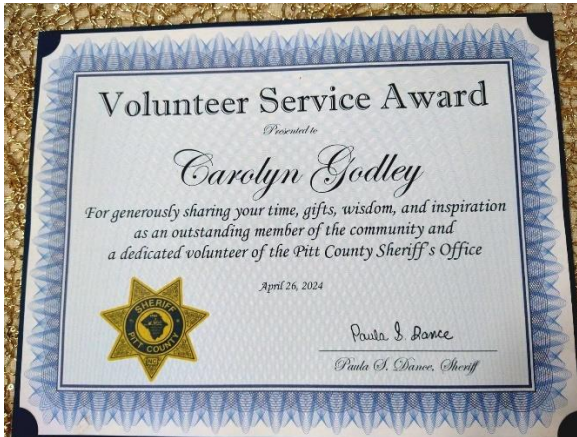 Volunteer Service Award
Presented to
Carolyn Godley
For generously sharing your time, gifts, wisdom, and inspiration
as an outstanding member of the community and
a dedicated volunteer of the Pitt County Sheriff's Office
April 26, 2024
SHERIFF
PITT COUNTY
Paula S. Dance
Paula S. Dance, Sheriff